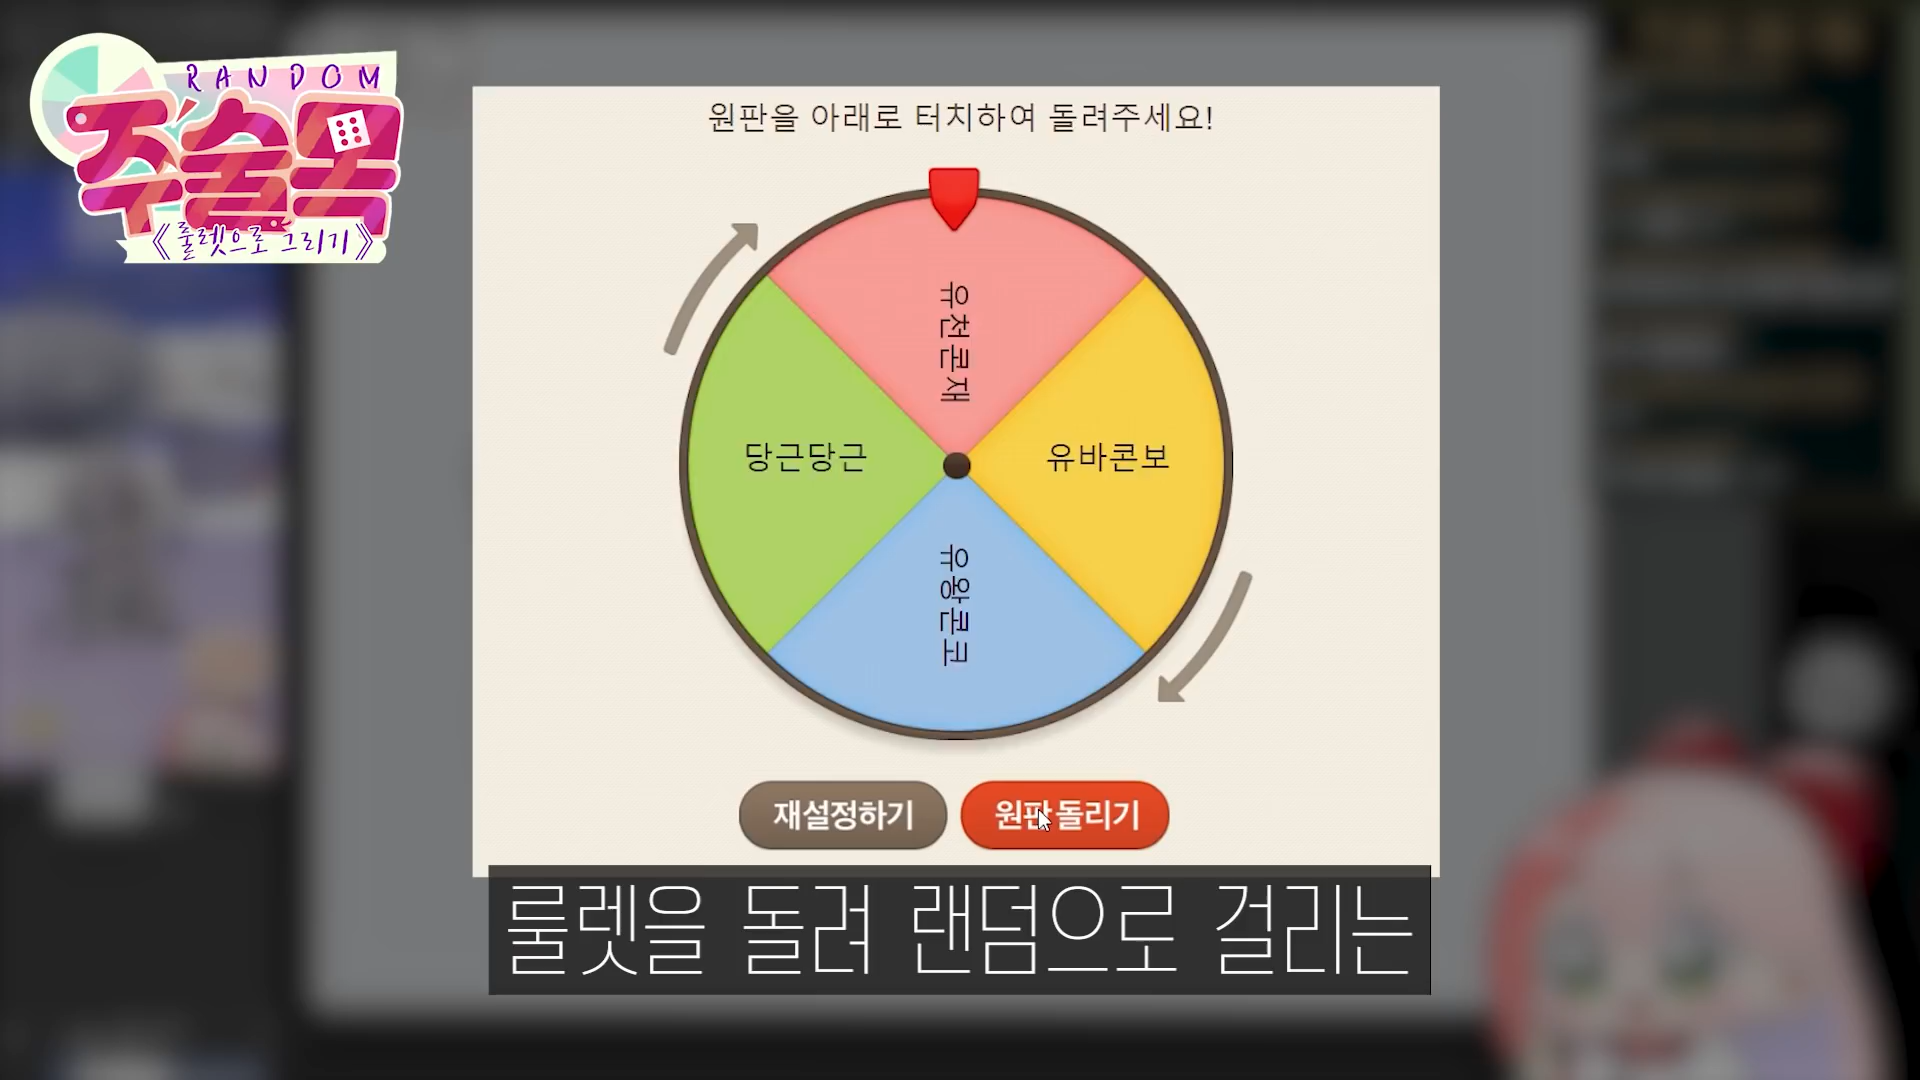 RANDOM
주술목
《룰렛으로 그리기》
원판을 아래로 터치하여 돌려주세요!
유천콘재
당근당근
유바콘보
유왕콘코
재설정하기
원판 돌리기
룰렛을 돌려 랜덤으로 걸리는